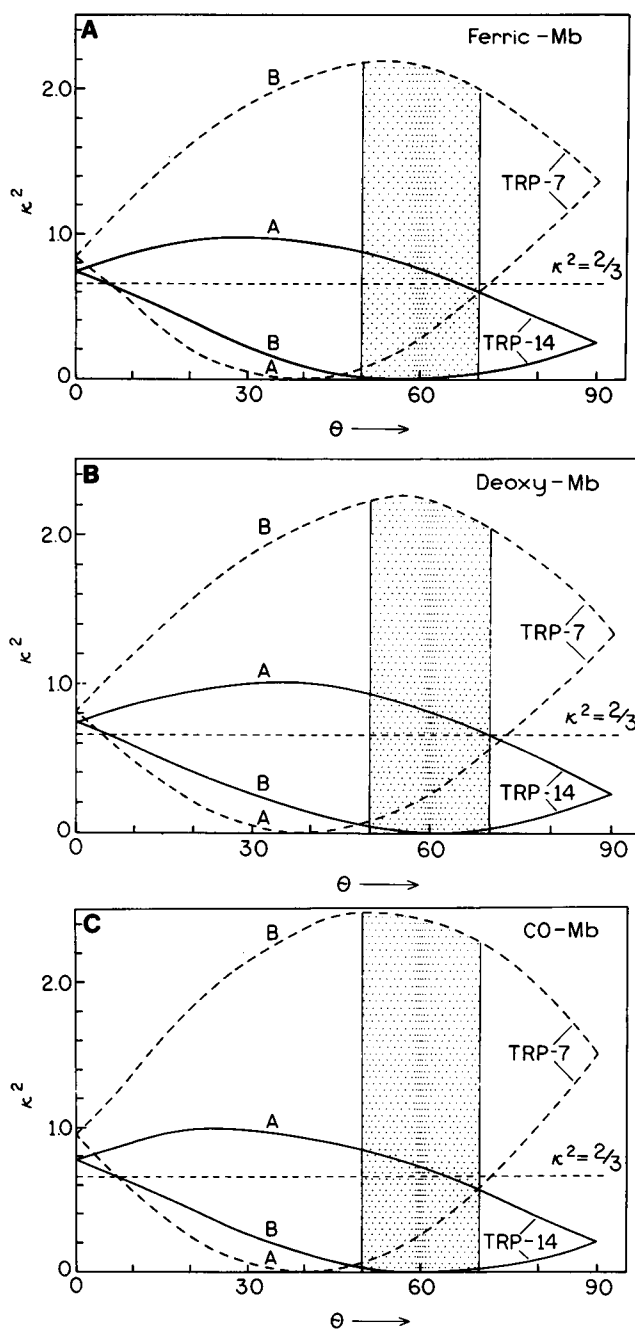 A
Ferric-Mb
2.0
B
TRP-7
κ²
1.0
A
κ²=2/3
B
TRP-14
A
0
0
30
60
90
Θ →
B
Deoxy-Mb
2.0
B
TRP-7
κ²
1.0
A
κ²=2/3
B
TRP-14
A
0
0
30
60
90
Θ →
C
CO-Mb
2.0
B
TRP-7
κ²
1.0
A
κ²=2/3
B
TRP-14
A
0
0
30
60
90
Θ →